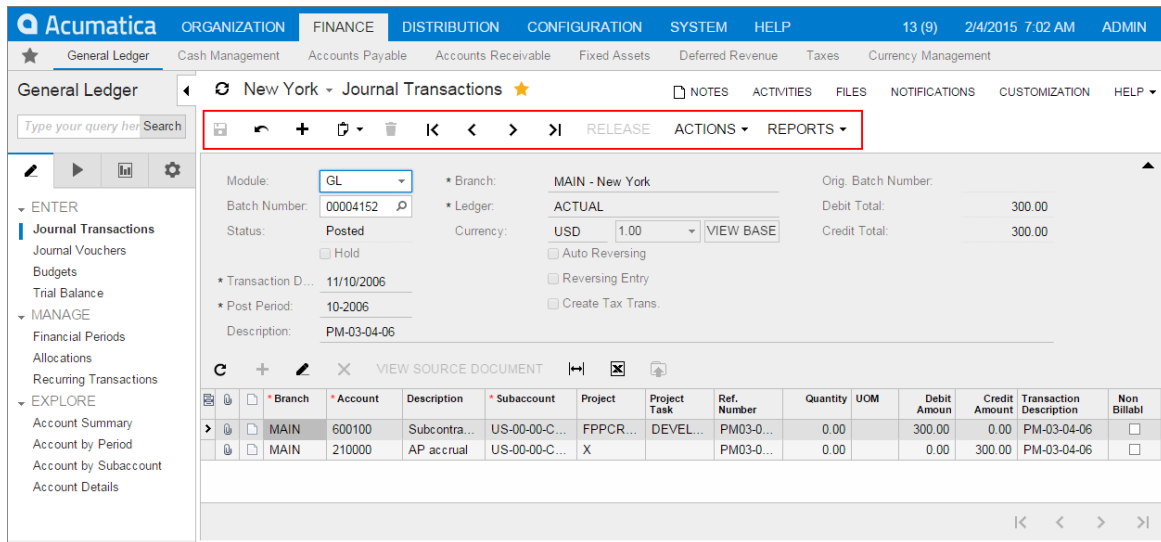 Acumatica ORGANIZATION FINANCE DISTRIBUTION CONFIGURATION SYSTEM HELP 13 (9) 2/4/2015 7:02 AM ADMIN
General Ledger Cash Management Accounts Payable Accounts Receivable Fixed Assets Deferred Revenue Taxes Currency Management
General Ledger New York Journal Transactions NOTES ACTIVITIES FILES NOTIFICATIONS CUSTOMIZATION HELP
Type your query her Search RELEASE ACTIONS REPORTS
Module: GL * Branch: MAIN - New York Orig. Batch Number:
ENTER Batch Number: 00004152 * Ledger: ACTUAL Debit Total: 300.00
Journal Transactions Status: Posted Currency: USD 1.00 VIEW BASE Credit Total: 300.00
Journal Vouchers Hold Auto Reversing
Budgets * Transaction D... 11/10/2006 Reversing Entry
Trial Balance * Post Period: 10-2006 Create Tax Trans.
MANAGE Description: PM-03-04-06
Financial Periods
Allocations VIEW SOURCE DOCUMENT
Recurring Transactions
EXPLORE * Branch * Account Description * Subaccount Project Project Task Ref. Number Quantity UOM Debit Amoun Credit Amount Transaction Description Non Billabl
Account Summary MAIN 600100 Subcontra... US-00-00-C... FPPCR... DEVEL... PM03-0... 0.00 300.00 0.00 PM-03-04-06
Account by Period MAIN 210000 AP accrual US-00-00-C... X PM03-0... 0.00 0.00 300.00 PM-03-04-06
Account by Subaccount
Account Details